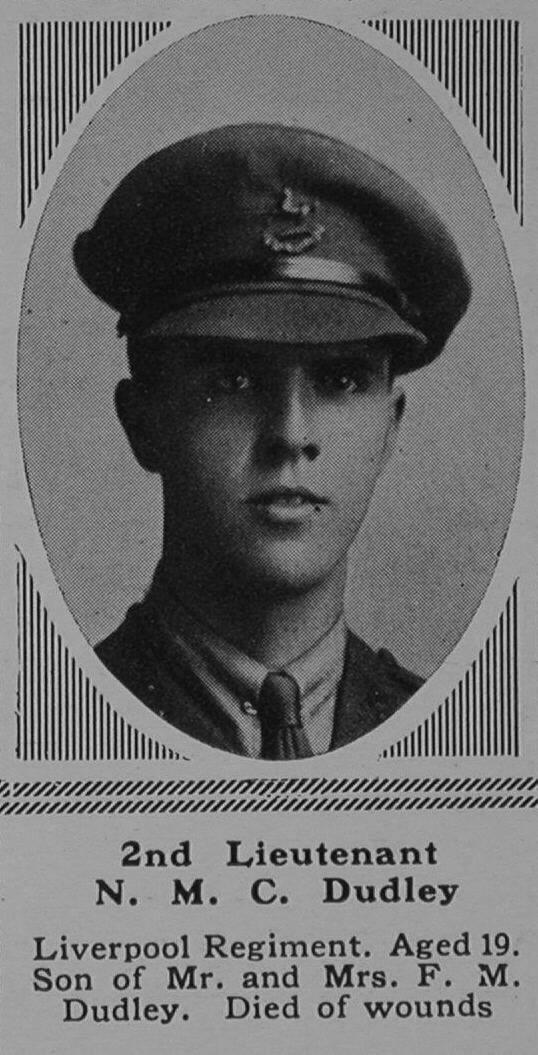 2nd Lieutenant
N. M. C. Dudley
Liverpool Regiment. Aged 19.
Son of Mr. and Mrs. F. M.
Dudley. Died of wounds